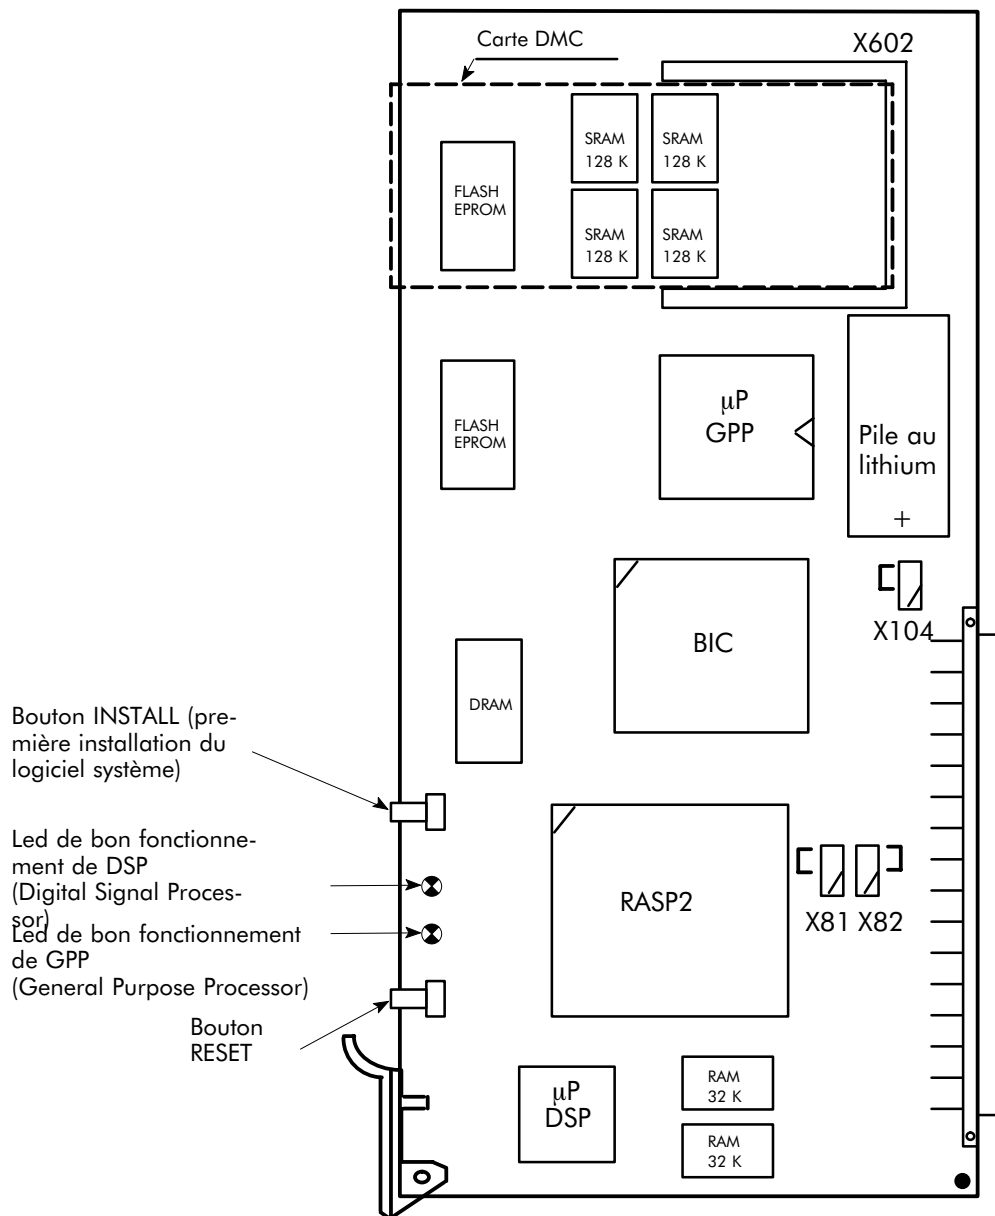 Carte DMC
X602
SRAM
128 K
SRAM
128 K
FLASH
EPROM
SRAM
128 K
SRAM
128 K
FLASH
EPROM
µP
GPP
Pile au
lithium
+
X104
BIC
DRAM
Bouton INSTALL (pre-
mière installation du
logiciel système)
Led de bon fonctionne-
ment de DSP
(Digital Signal Proces-
sor)
Led de bon fonctionnement
de GPP
(General Purpose Processor)
Bouton
RESET
RASP2
X81 X82
µP
DSP
RAM
32 K
RAM
32 K